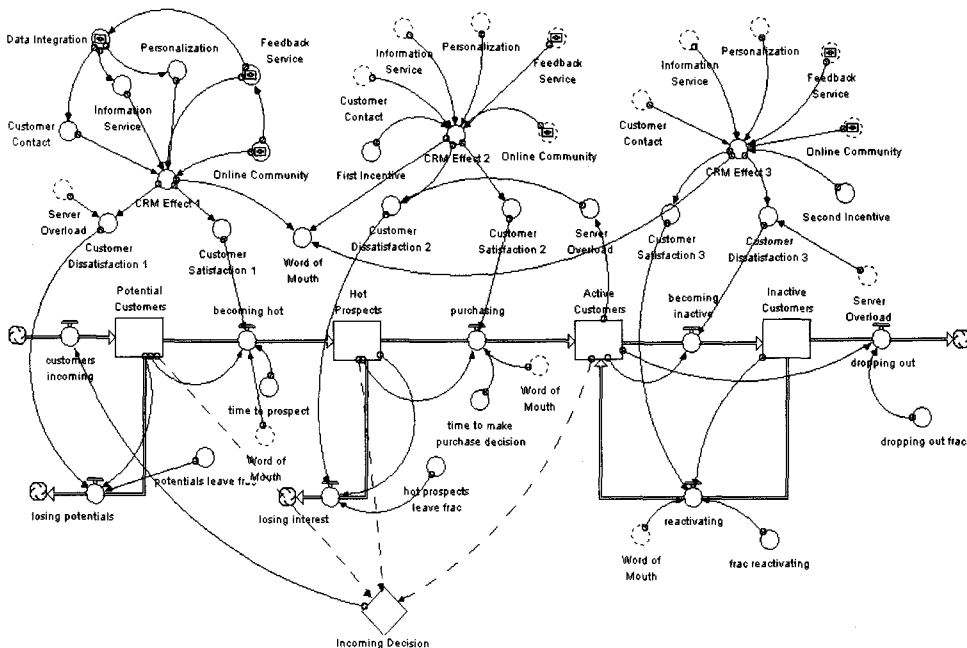 Data Integration
Personalization
Feedback
Service
Information
Service
Customer
Contact
Online Community
CRM Effect 1
Server
Overload
Customer
Dissatisfaction 1
Customer
Satisfaction 1
Word of
Mouth
Information
Service
Personalization
Feedback
Service
Customer
Contact
First Incentive
CRM Effect 2
Online Community
Customer
Dissatisfaction 2
Customer
Satisfaction 2
Server
Overload
Information
Service
Personalization
Feedback
Service
Customer
Contact
Online Community
CRM Effect 3
Second Incentive
Customer
Satisfaction 3
Customer
Dissatisfaction 3
Server
Overload
Potential
Customers
becoming hot
Hot
Prospects
purchasing
Active
Customers
becoming
inactive
Inactive
Customers
customers
incoming
dropping out
time to prospect
Word of
Mouth
time to make
purchase decision
Word of
Mouth
dropping out frac
potentials leave frac
hot prospects
leave frac
losing potentials
losing interest
reactivating
Word of
Mouth
frac reactivating
Incoming Decision